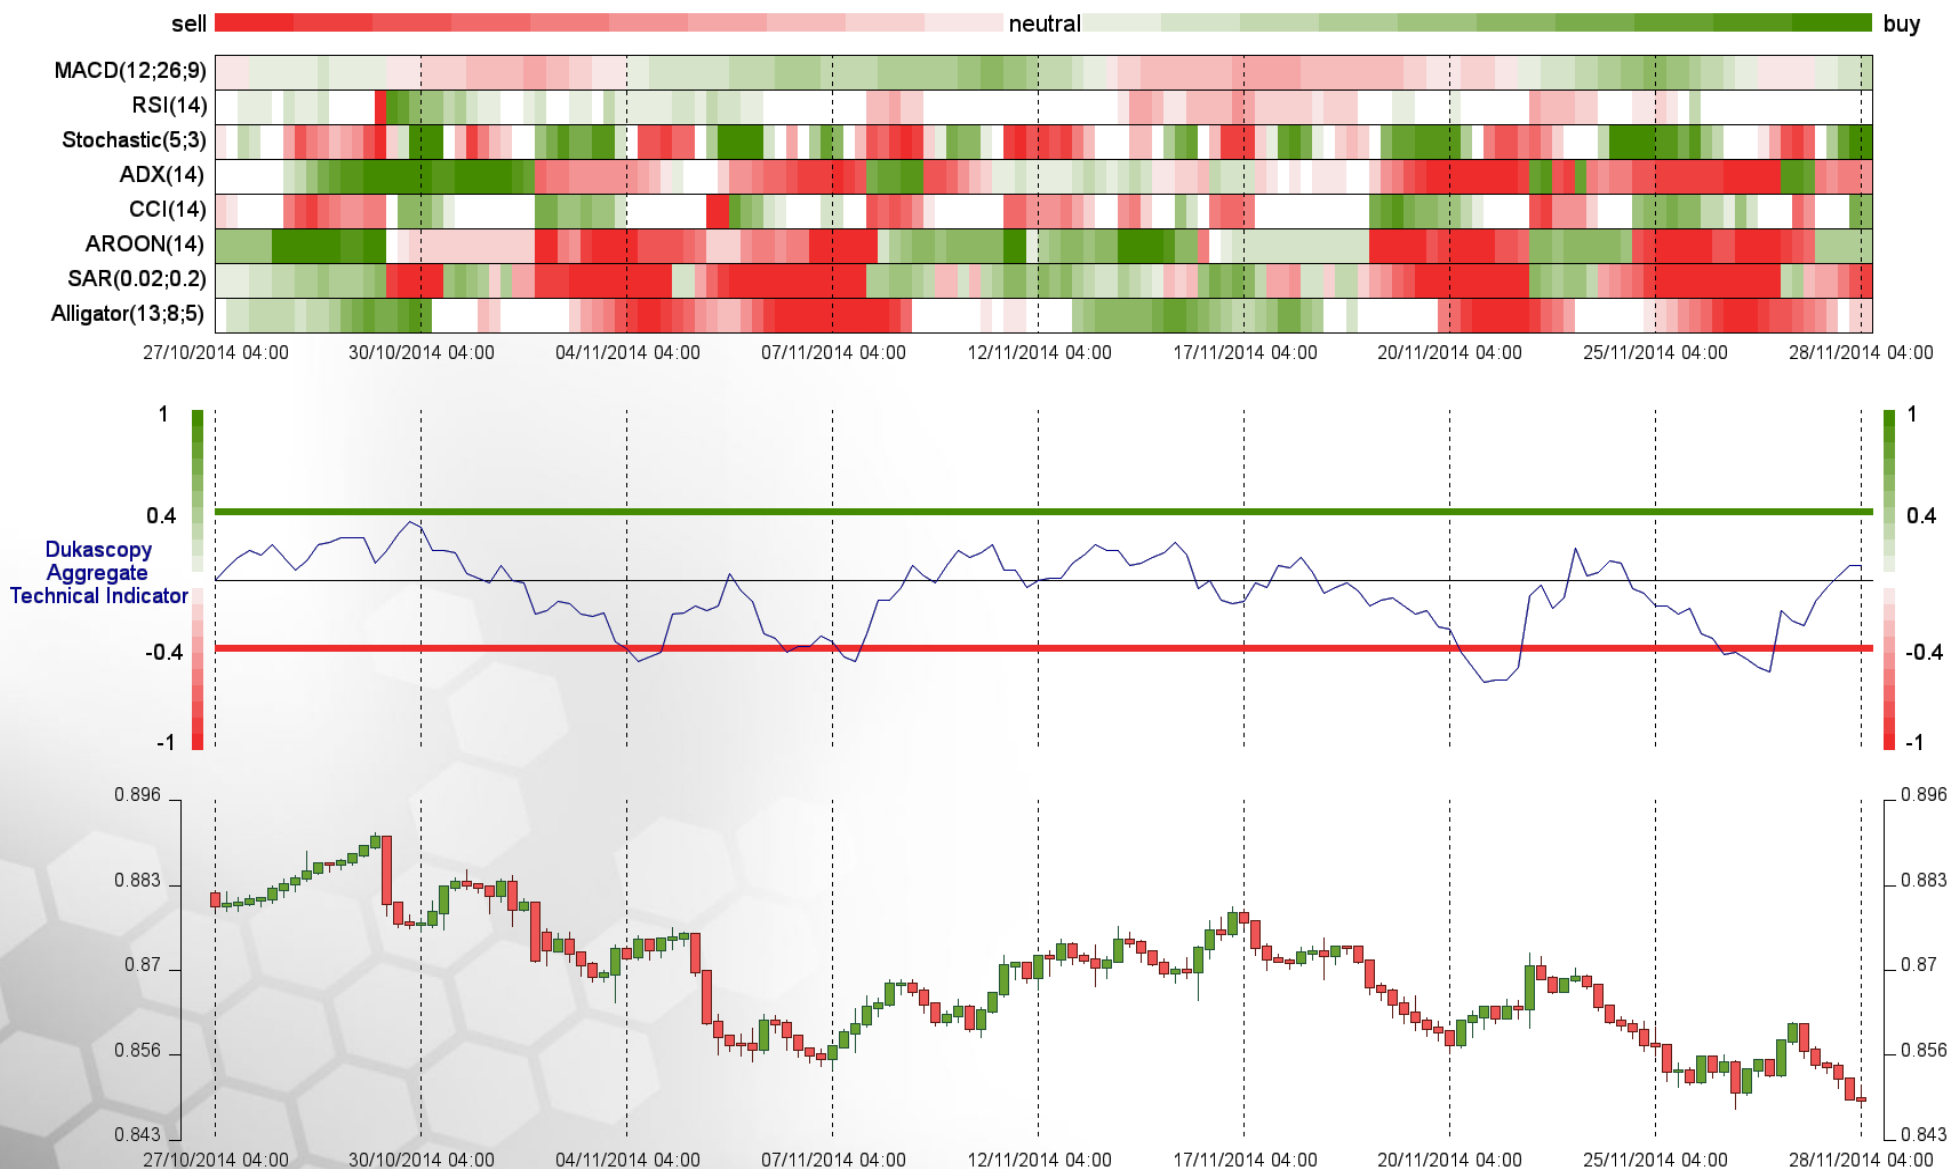 sell neutral buy
MACD(12;26;9)
RSI(14)
Stochastic(5;3)
ADX(14)
CCI(14)
AROON(14)
SAR(0.02;0.2)
Alligator(13;8;5)
27/10/2014 04:00 30/10/2014 04:00 04/11/2014 04:00 07/11/2014 04:00 12/11/2014 04:00 17/11/2014 04:00 20/11/2014 04:00 25/11/2014 04:00 28/11/2014 04:00
1 1
0.4 0.4
Dukascopy
Aggregate
Technical Indicator
-0.4 -0.4
-1 -1
0.896 0.896
0.883 0.883
0.87 0.87
0.856 0.856
0.843 0.843
27/10/2014 04:00 30/10/2014 04:00 04/11/2014 04:00 07/11/2014 04:00 12/11/2014 04:00 17/11/2014 04:00 20/11/2014 04:00 25/11/2014 04:00 28/11/2014 04:00